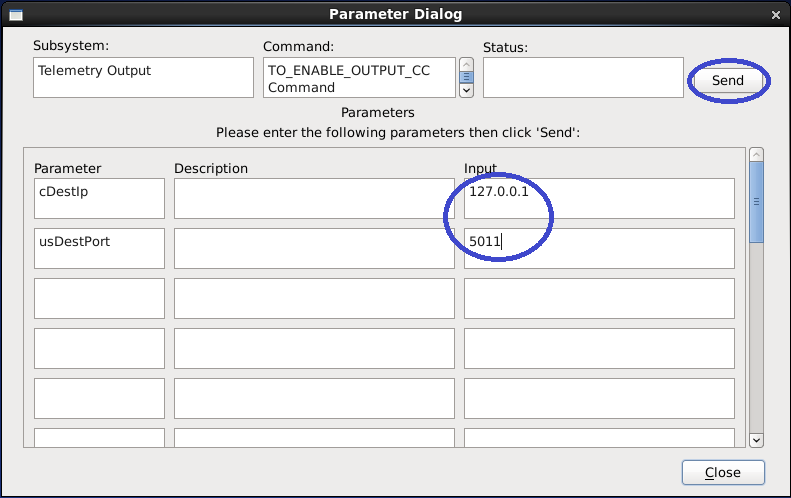 Parameter Dialog
Subsystem:
Command:
Status:
Telemetry Output
TO_ENABLE_OUTPUT_CC
Command
Send
Parameters
Please enter the following parameters then click 'Send':
Parameter
Description
Input
cDestIp
127.0.0.1
usDestPort
5011
Close